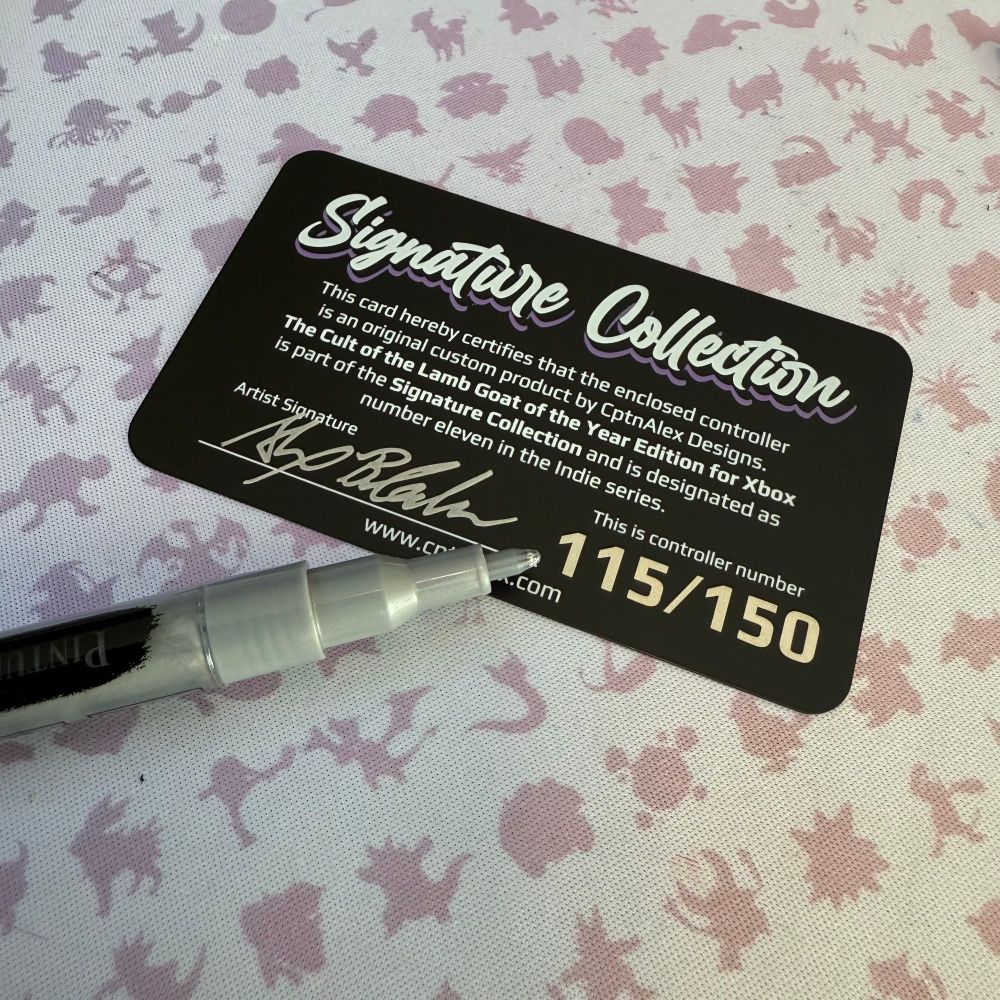 Signature Collection
This card hereby certifies that the enclosed controller
is an original custom product by CptnAlex Designs.
The Cult of the Lamb Goat of the Year Edition for Xbox
is part of the Signature Collection and is designated as
number eleven in the Indie series.
Artist Signature
This is controller number
115/150
www.
.com